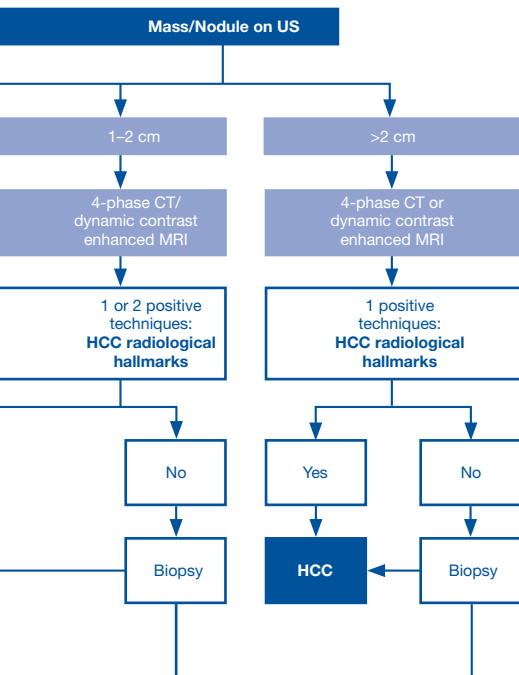 Mass/Nodule on US
1–2 cm
>2 cm
4-phase CT/
dynamic contrast
enhanced MRI
4-phase CT or
dynamic contrast
enhanced MRI
1 or 2 positive
techniques:
HCC radiological
hallmarks
1 positive
techniques:
HCC radiological
hallmarks
No
Yes
No
Biopsy
HCC
Biopsy